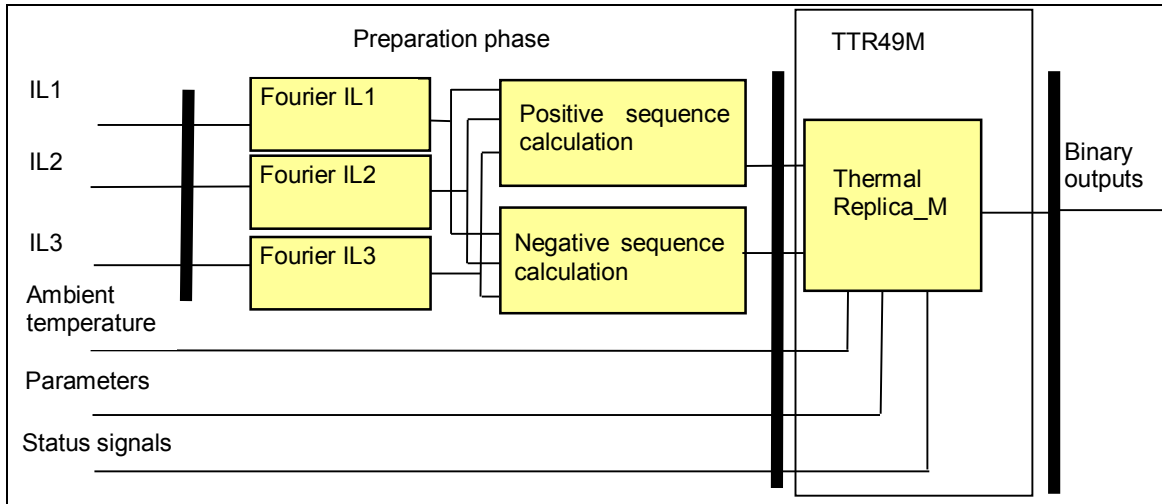 Preparation phase
TTR49M
IL1
Fourier IL1
Positive sequence
calculation
IL2
Fourier IL2
Thermal
Replica_M
Binary
outputs
IL3
Fourier IL3
Negative sequence
calculation
Ambient
temperature
Parameters
Status signals